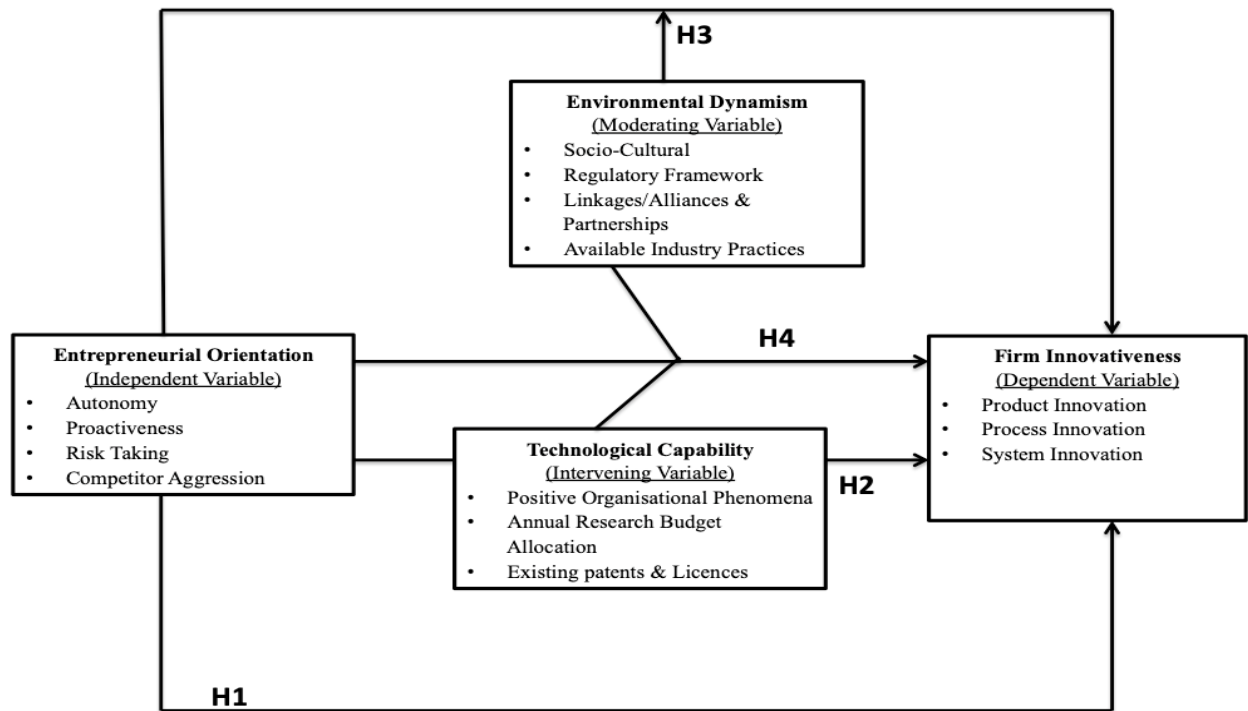 H3
Environmental Dynamism
(Moderating Variable)
• Socio-Cultural
• Regulatory Framework
• Linkages/Alliances &
Partnerships
• Available Industry Practices
Entrepreneurial Orientation
(Independent Variable)
• Autonomy
• Proactiveness
• Risk Taking
• Competitor Aggression
H4
Firm Innovativeness
(Dependent Variable)
• Product Innovation
• Process Innovation
• System Innovation
Technological Capability
(Intervening Variable)
• Positive Organisational Phenomena
• Annual Research Budget
Allocation
• Existing patents & Licences
H2
H1